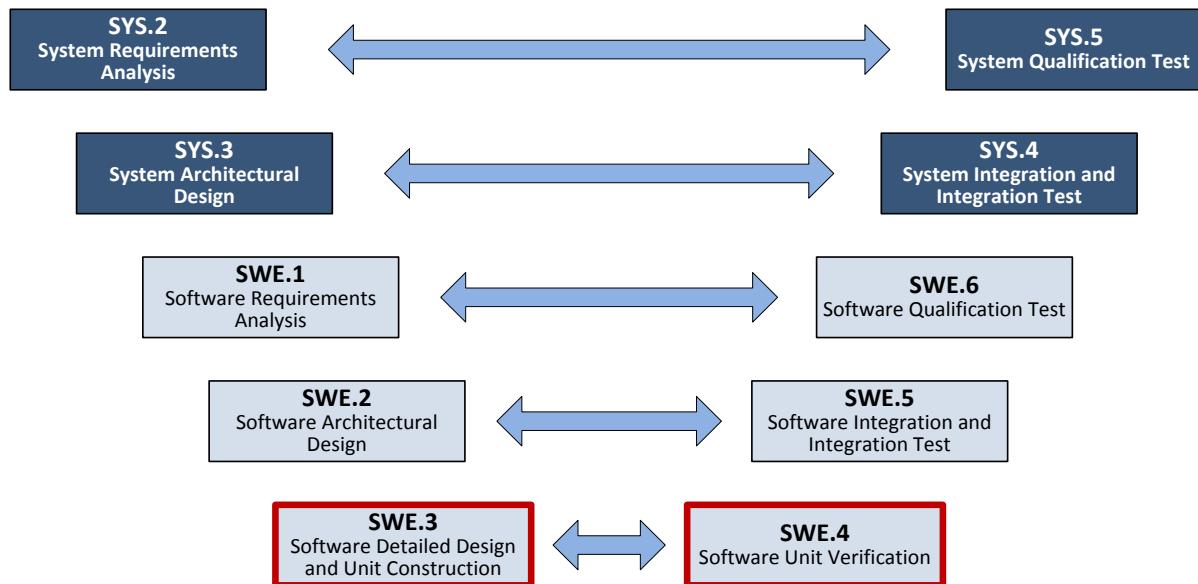 SYS.2
System Requirements
Analysis
SYS.5
System Qualification Test
SYS.3
System Architectural
Design
SYS.4
System Integration and
Integration Test
SWE.1
Software Requirements
Analysis
SWE.6
Software Qualification Test
SWE.2
Software Architectural
Design
SWE.5
Software Integration and
Integration Test
SWE.3
Software Detailed Design
and Unit Construction
SWE.4
Software Unit Verification